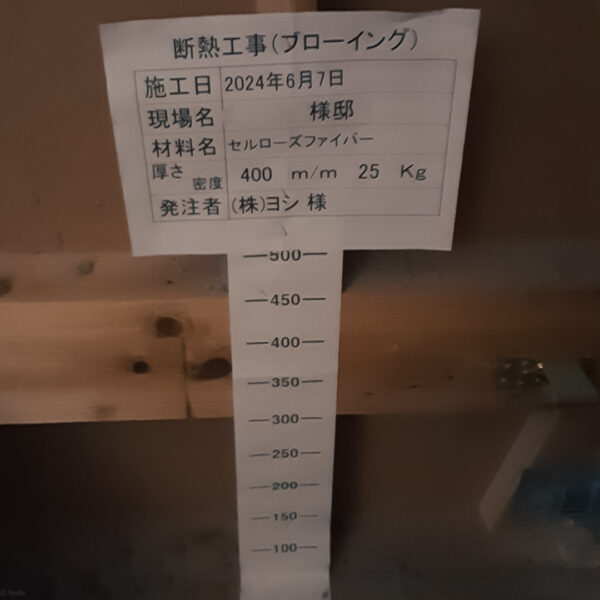 断熱工事(ブローイング)
施工日 2024年6月7日
現場名 様邸
材料名 セルローズファイバー
厚さ 密度 400 m/m 25 Kg
発注者 (株)ヨシ 様
500
450
400
350
300
250
200
150
100
© Yoshi